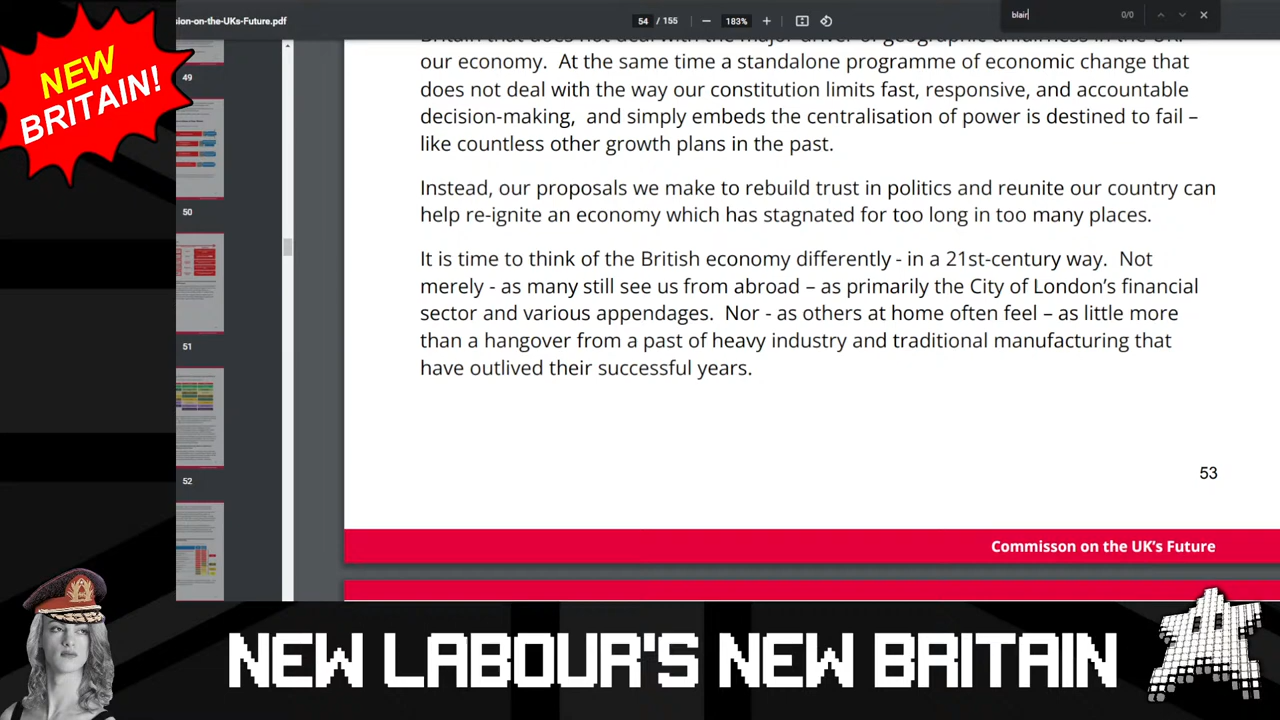 sion-on-the-UKs-Future.pdf
54 / 155
183%
blair
0/0
NEW
BRITAIN!
49
50
51
52
our economy. At the same time a standalone programme of economic change that
does not deal with the way our constitution limits fast, responsive, and accountable
decision-making, and simply embeds the centralisation of power is destined to fail –
like countless other growth plans in the past.
Instead, our proposals we make to rebuild trust in politics and reunite our country can
help re-ignite an economy which has stagnated for too long in too many places.
It is time to think of the British economy differently - in a 21st-century way. Not
merely - as many still see us from abroad – as primarily the City of London's financial
sector and various appendages. Nor - as others at home often feel – as little more
than a hangover from a past of heavy industry and traditional manufacturing that
have outlived their successful years.
53
Commisson on the UK's Future
NEW LABOUR'S NEW BRITAIN